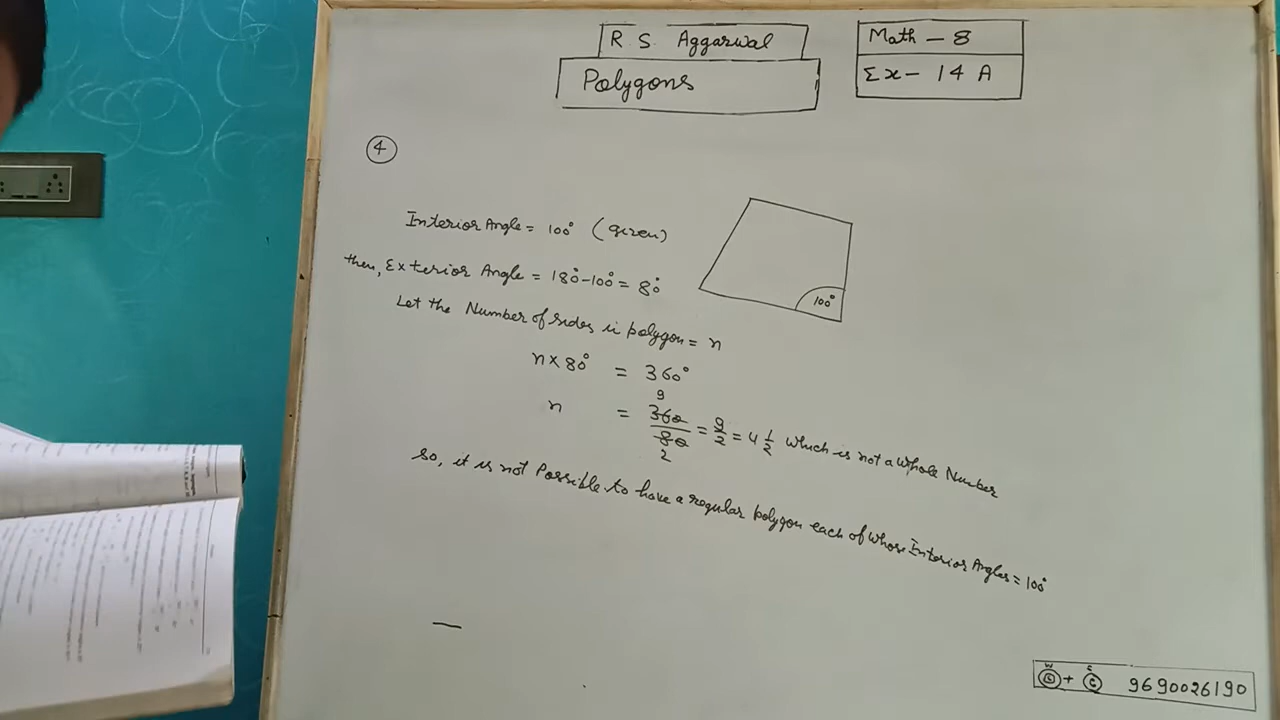 R S Aggarwal
Polygons
Math - 8
Ex - 14 A
4
Interior Angle = 100° (given)
then, Exterior Angle = 180° - 100° = 80°
100°
Let the Number of sides in polygon = n
n × 80° = 360°
n = 360/80 = 9/2 = 4 1/2 which is not a whole Number
9
2
So, it is not Possible to have a regular polygon each of whose Interior Angles = 100°
9690026190